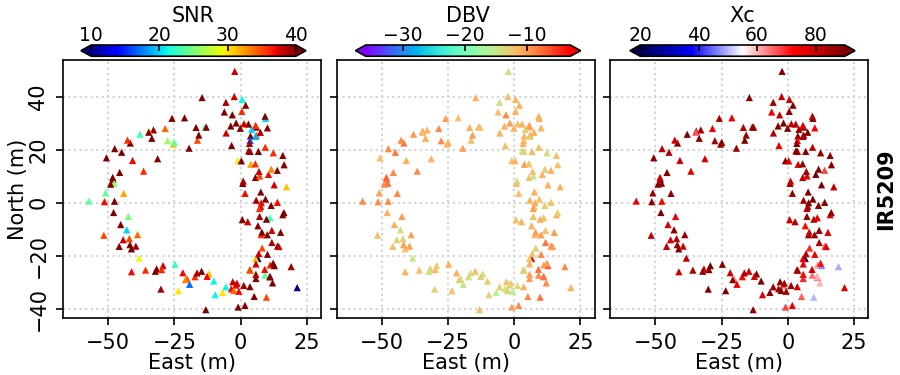 SNR DBV Xc
10 20 30 40 −30 −20 −10 20 40 60 80
40
20
0
−20
−40
North (m)
−50 −25 0 25 −50 −25 0 25 −50 −25 0 25
East (m) East (m) East (m)
IR5209